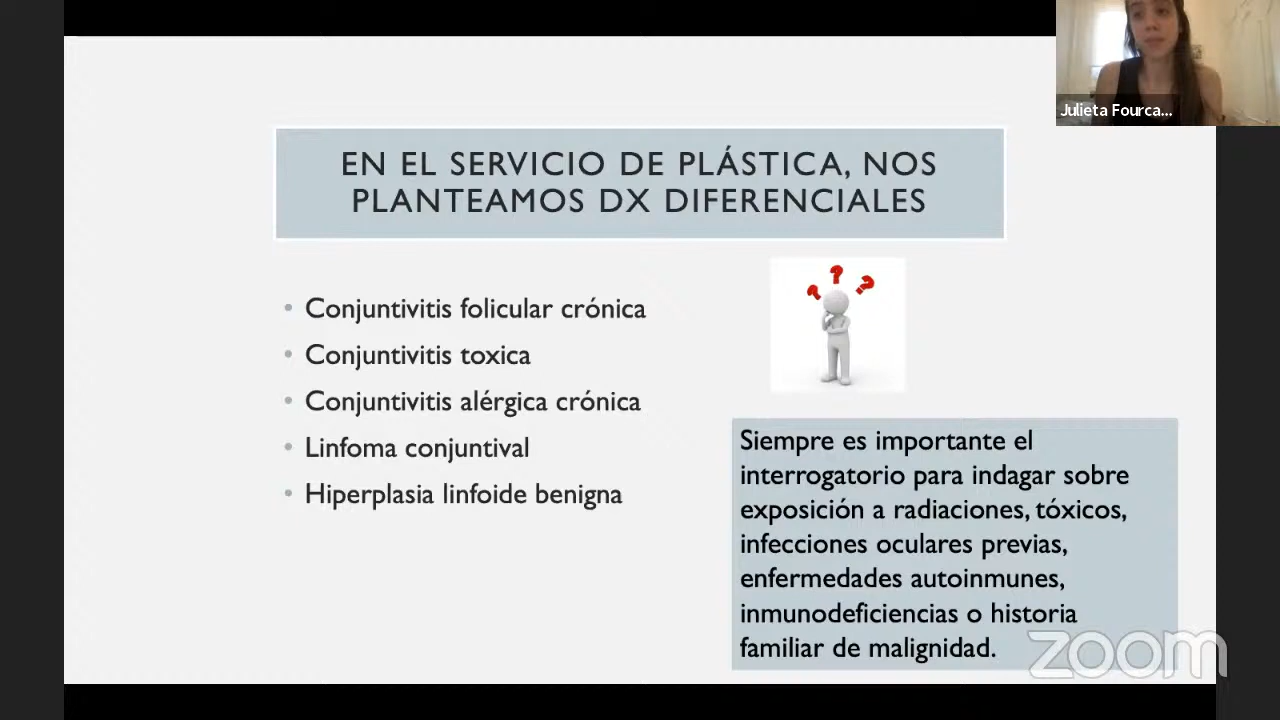 Julieta Fourca...
EN EL SERVICIO DE PLÁSTICA, NOS
PLANTEAMOS DX DIFERENCIALES
• Conjuntivitis folicular crónica
• Conjuntivitis toxica
• Conjuntivitis alérgica crónica
• Linfoma conjuntival
• Hiperplasia linfoide benigna
Siempre es importante el
interrogatorio para indagar sobre
exposición a radiaciones, tóxicos,
infecciones oculares previas,
enfermedades autoinmunes,
inmunodeficiencias o historia
familiar de malignidad.
zoom